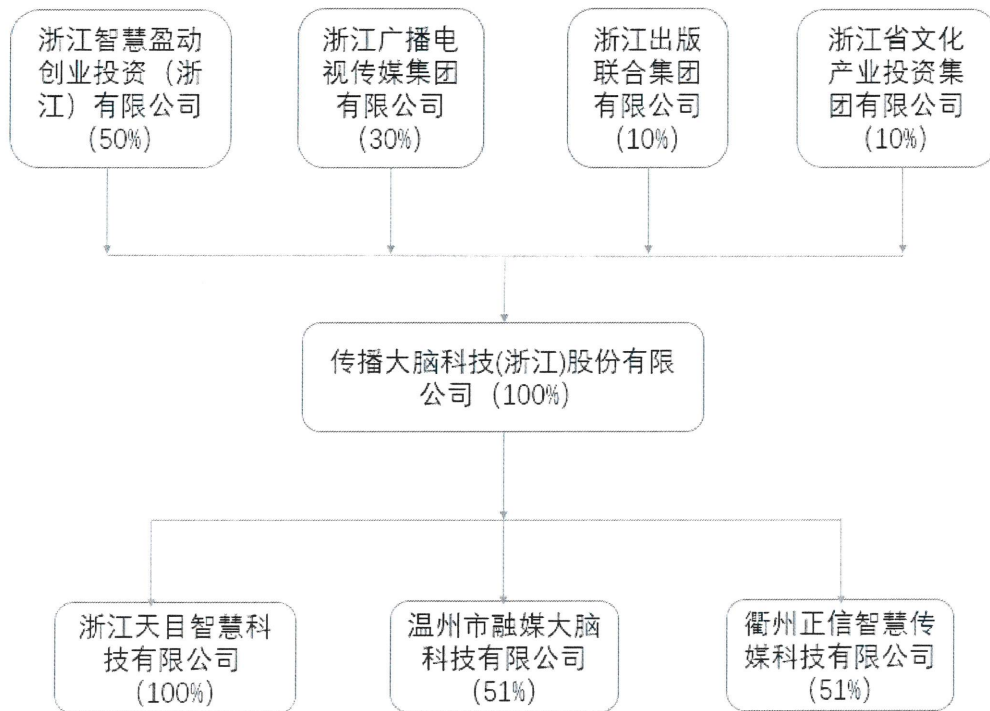 浙江智慧盈动
创业投资（浙
江）有限公司
(50%)
浙江广播电
视传媒集团
有限公司
(30%)
浙江出版
联合集团
有限公司
(10%)
浙江省文化
产业投资集
团有限公司
(10%)
传播大脑科技(浙江)股份有限
公司（100%）
浙江天目智慧科
技有限公司
(100%)
温州市融媒大脑
科技有限公司
(51%)
衢州正信智慧传
媒科技有限公司
(51%)